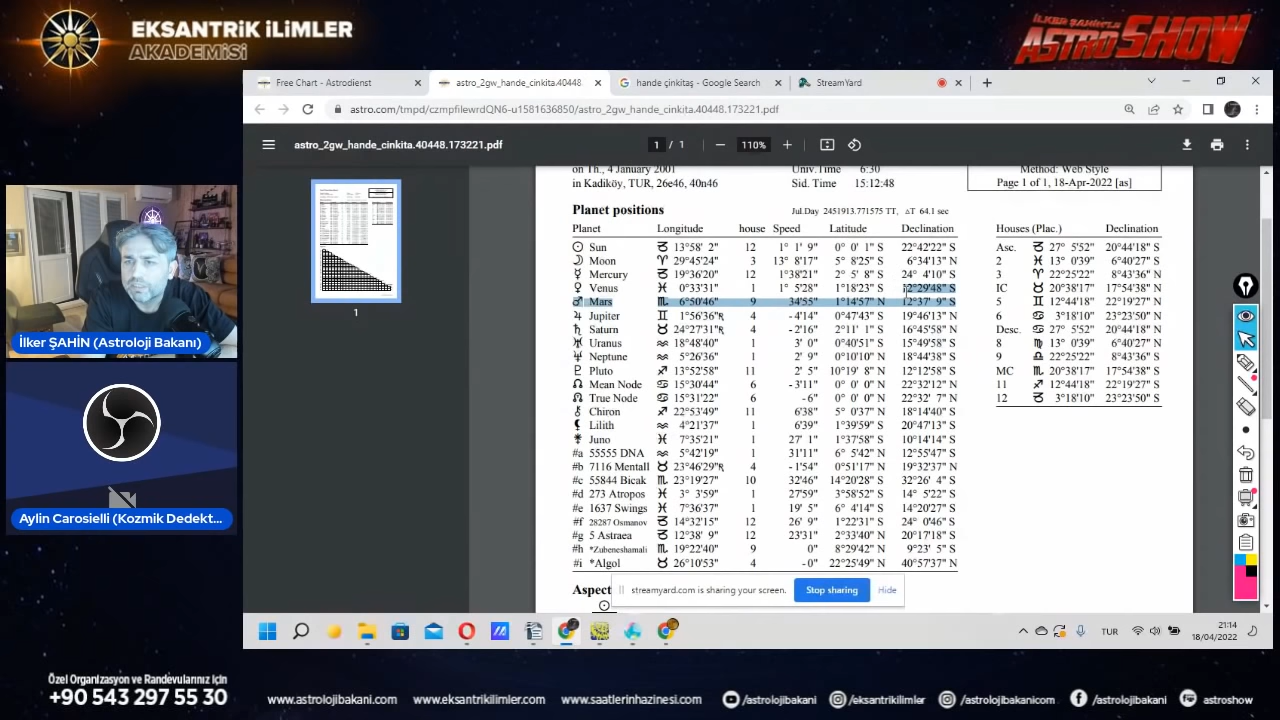 EKSANTRİK İLİMLER
AKADEMİSİ
İLKER ŞAHİN'LE
ASTROSHOW
Free Chart - Astrodienst
astro_2gw_hande_cinkita.40448
hande çinkitaş - Google Search
StreamYard
astro.com/tmpd/czmpfilewrdQN6-u1581636850/astro_2gw_hande_cinkita.40448.173221.pdf
astro_2gw_hande_cinkita.40448.173221.pdf
1 / 1
110%
1
on Th., 4 January 2001 Univ.Time 6:30 Method: Web Style
in Kadiköy, TUR, 26e46, 40n46 Sid. Time 15:12:48 Page 1 of 1, 18-Apr-2022 [as]
Planet positions Jul.Day 2451913.771575 TT, ΔT 64.1 sec
Planet Longitude house Speed Latitude Declination Houses (Plac.) Declination
☉ Sun ♑ 13°58' 2" 12 1° 1' 9" 0° 0' 1" S 22°42'22" S Asc. ♑ 27° 5'52" 20°44'18" S
☽ Moon ♈ 29°45'24" 3 13° 8'17" 5° 8'25" S 6°34'13" N 2 ♓ 13° 0'39" 6°40'27" S
☿ Mercury ♑ 19°36'20" 12 1°38'21" 2° 5' 8" S 24° 4'10" S 3 ♈ 22°25'22" 8°43'36" N
♀ Venus ♓ 0°33'31" 1 1° 5'28" 1°18'23" S 12°29'48" S IC ♉ 20°38'17" 17°54'38" N
♂ Mars ♏ 6°50'46" 9 34'55" 1°14'57" N 12°37' 9" S 5 ♊ 12°44'18" 22°19'27" N
♃ Jupiter ♊ 1°56'36"℞ 4 - 4'14" 0°47'43" S 19°46'13" N 6 ♋ 3°18'10" 23°23'50" N
♄ Saturn ♉ 24°27'31"℞ 4 - 2'16" 2°11' 1" S 16°45'58" N Desc. ♋ 27° 5'52" 20°44'18" N
♅ Uranus ♒ 18°48'40" 1 3' 0" 0°40'51" S 15°49'58" S 8 ♍ 13° 0'39" 6°40'27" N
♆ Neptune ♒ 5°26'36" 1 2' 9" 0°10'10" N 18°44'38" S 9 ♎ 22°25'22" 8°43'36" S
♇ Pluto ♐ 13°52'58" 11 2' 5" 10°19' 8" N 12°12'58" S MC ♏ 20°38'17" 17°54'38" S
☊ Mean Node ♋ 15°30'44" 6 - 3'11" 0° 0' 0" N 22°32'12" N 11 ♐ 12°44'18" 22°19'27" S
☊ True Node ♋ 15°31'22" 6 - 6" 0° 0' 0" N 22°32' 7" N 12 ♑ 3°18'10" 23°23'50" S
Chiron ♐ 22°53'49" 11 6'38" 5° 0'37" N 18°14'40" S
Lilith ♒ 4°21'37" 1 6'39" 1°39'59" S 20°47'13" S
Juno ♓ 7°35'21" 1 27' 1" 1°37'58" S 10°14'14" S
#a 55555 DNA ♒ 5°42'19" 1 31'11" 6° 5'42" N 12°55'47" S
#b 7116 Mentall ♉ 23°46'29"℞ 4 - 1'54" 0°51'17" N 19°32'37" N
#c 55844 Bicak ♏ 23°19'27" 10 32'46" 14°20'28" S 32°26' 4" S
#d 273 Atropos ♓ 3° 3'59" 1 27'59" 3°58'52" S 14° 5'22" S
#e 1637 Swings ♓ 7°36'37" 1 19' 5" 6° 4'14" S 14°20'27" S
#f 28287 Osmanov ♑ 14°32'15" 12 26' 9" 1°22'31" S 24° 0'46" S
#g 5 Astraea ♑ 2°33'40" 12 23'31" 2°33'40" 9" S 20°17'18" S
#h *Zubeneshamali ♏ 19°22'40" 9 0" 8°29'42" N 9°23' 5" S
#i *Algol ♉ 26°10'53" 4 - 0" 22°25'49" N 40°57'37" N
Aspect
streamyard.com is sharing your screen. Stop sharing Hide
İlker ŞAHİN (Astroloji Bakanı)
Aylin Carosielli (Kozmik Dedekt...
TUR 21:14
18/04/2022
Özel Organizasyon ve Randevularınız İçin
+90 543 297 55 30
www.astrolojibakani.com www.eksantrikilimler.com www.saatlerinhazinesi.com /astrolojibakani /eksantrikilimler /astrolojibakanicom /astrolojibakani astroshow